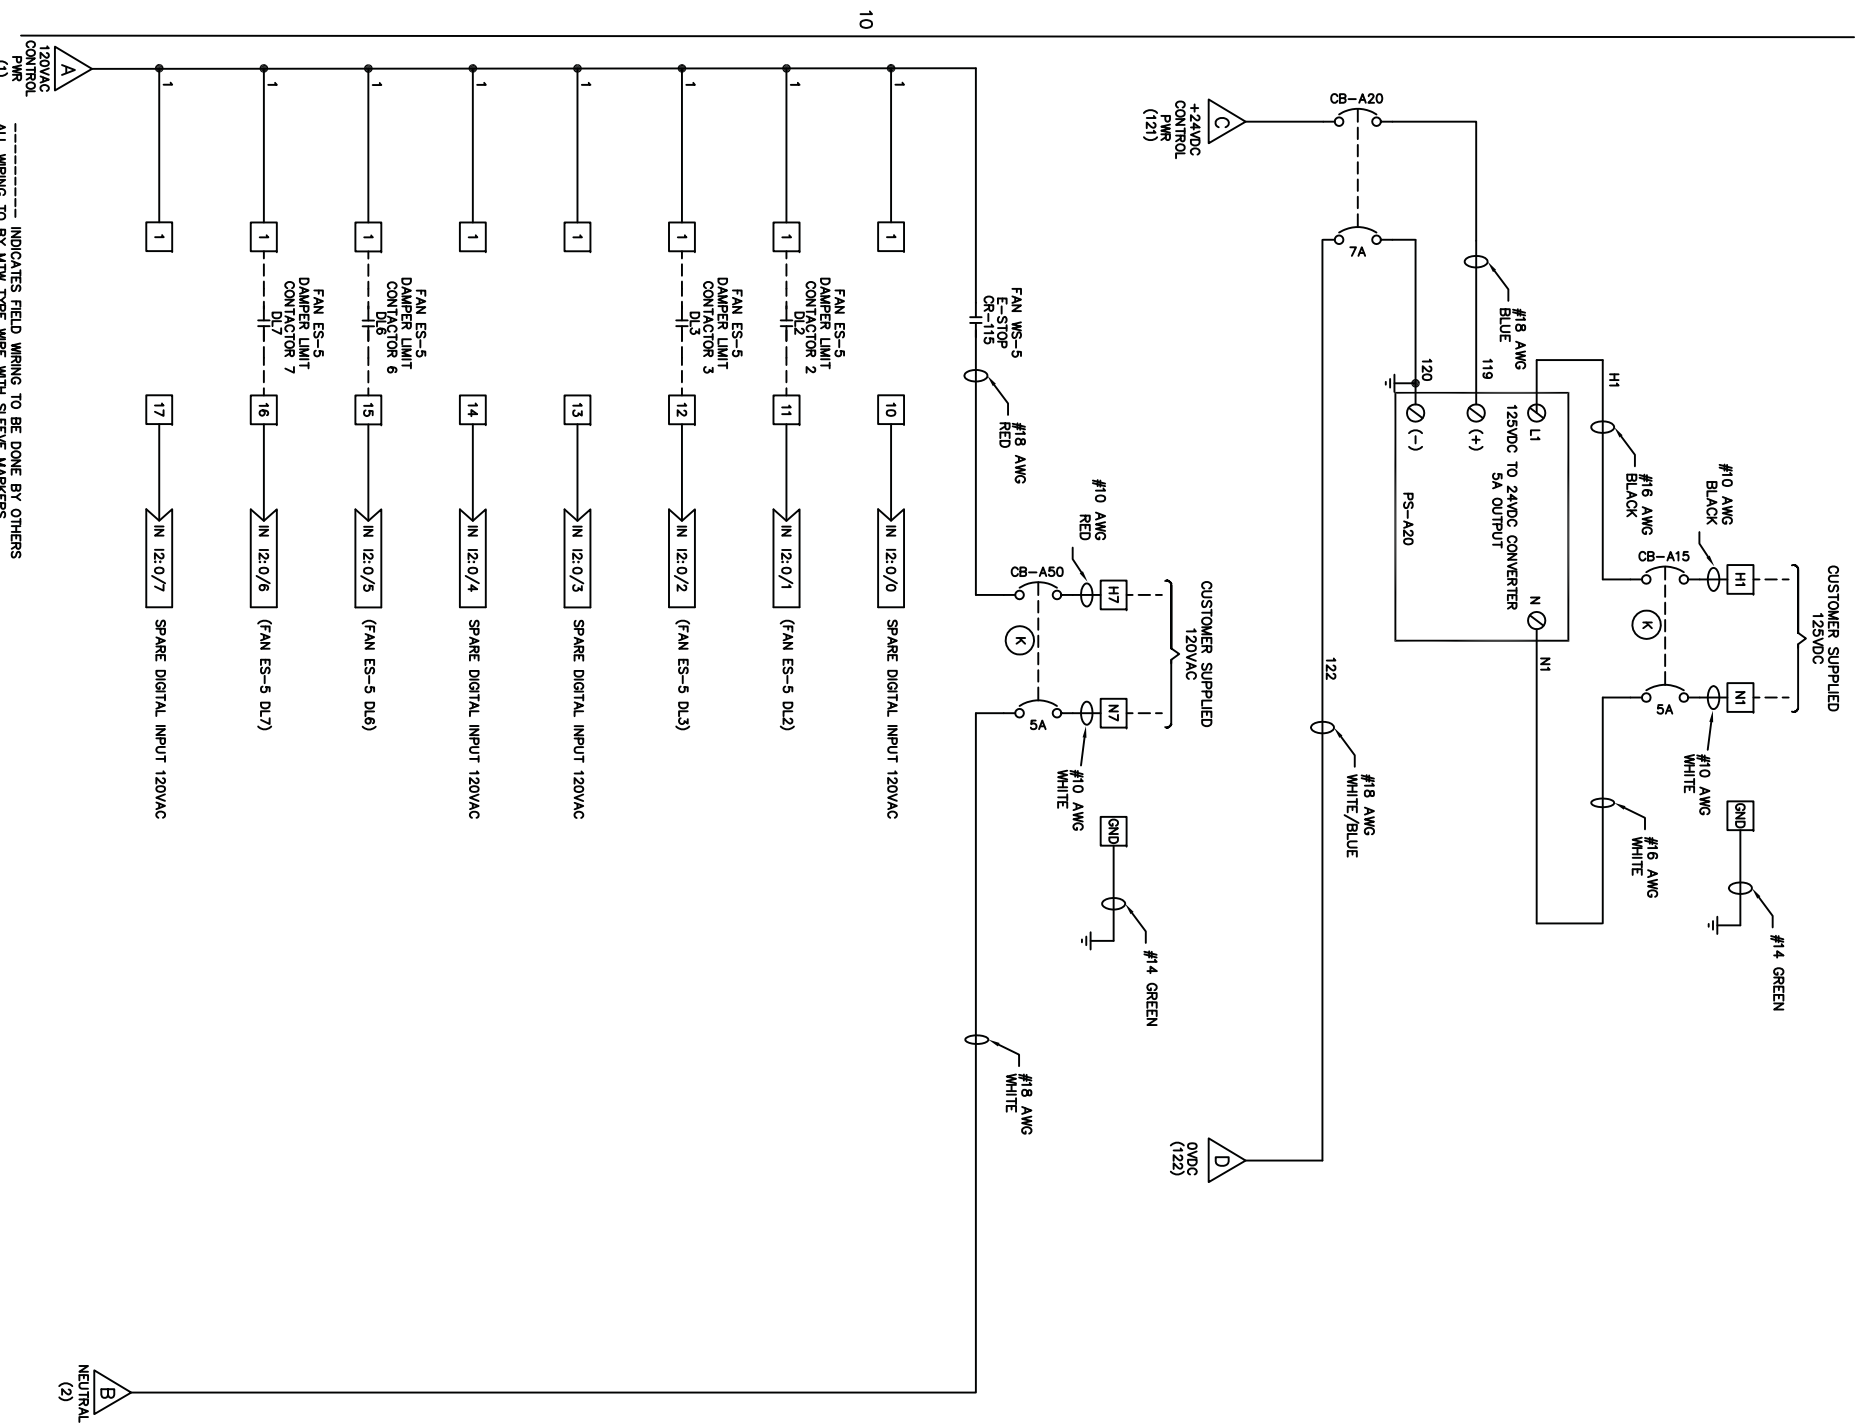 10
CUSTOMER SUPPLIED
125VDC
H1
N1
GND
#10 AWG
BLACK
#10 AWG
WHITE
#14 GREEN
CB-A15
K
5A
#16 AWG
BLACK
#16 AWG
WHITE
H1
N1
L1
N
125VDC TO 24VDC CONVERTER
5A OUTPUT
(+)
(-)
PS-A20
119
120
#18 AWG
BLUE
CB-A20
7A
122
#18 AWG
WHITE/BLUE
C
+24VDC
CONTROL
PWR
(121)
D
0VDC
(122)
CUSTOMER SUPPLIED
120VAC
H7
N7
GND
#10 AWG
RED
#10 AWG
WHITE
#14 GREEN
CB-A50
K
5A
FAN WS-5
E-STOP
CR-115
#18 AWG
RED
#18 AWG
WHITE
1
1
10
IN I2:0/0
SPARE DIGITAL INPUT 120VAC
FAN ES-5
DAMPER LIMIT
CONTACTOR 2
DL2
1
1
11
IN I2:0/1
(FAN ES-5 DL2)
FAN ES-5
DAMPER LIMIT
CONTACTOR 3
DL3
1
1
12
IN I2:0/2
(FAN ES-5 DL3)
1
1
13
IN I2:0/3
SPARE DIGITAL INPUT 120VAC
1
1
14
IN I2:0/4
SPARE DIGITAL INPUT 120VAC
FAN ES-5
DAMPER LIMIT
CONTACTOR 6
DL6
1
1
15
IN I2:0/5
(FAN ES-5 DL6)
FAN ES-5
DAMPER LIMIT
CONTACTOR 7
DL7
1
1
16
IN I2:0/6
(FAN ES-5 DL7)
1
1
17
IN I2:0/7
SPARE DIGITAL INPUT 120VAC
A
120VAC
CONTROL
PWR
(1)
B
NEUTRAL
(2)
--------- INDICATES FIELD WIRING TO BE DONE BY OTHERS
ALL WIRING TO BY MTW TYPE WIRE WITH SLEEVE MARKERS